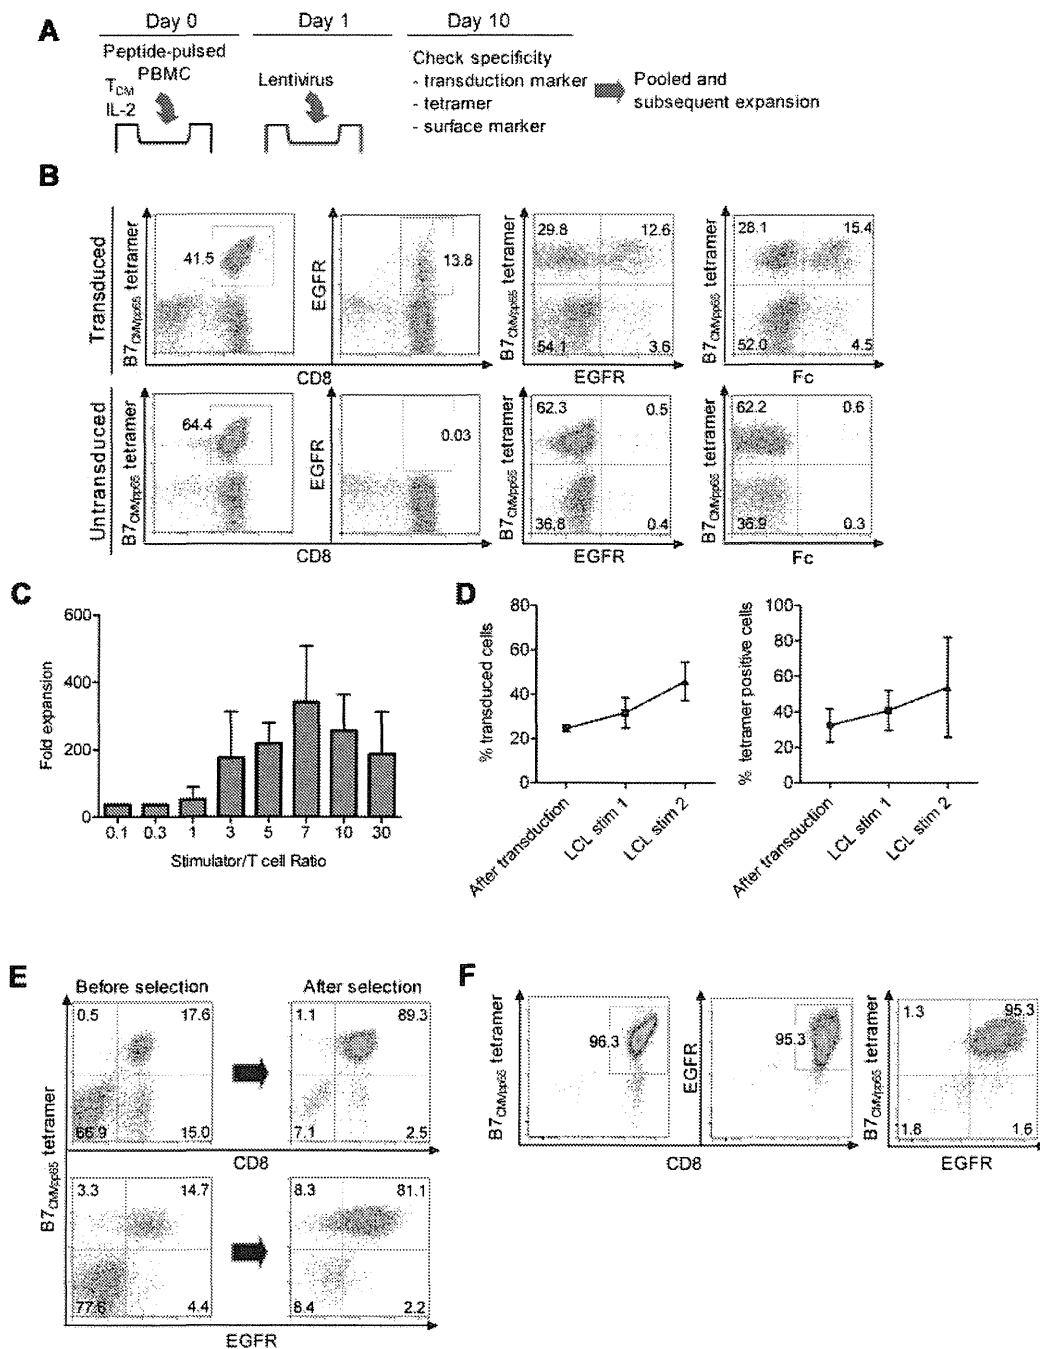 A
Day 0
Day 1
Day 10
Peptide-pulsed
PBMC
TCM
IL-2
Lentivirus
Check specificity
- transduction marker
- tetramer
- surface marker
Pooled and
subsequent expansion
B
Transduced
B7CMVpp65 tetramer
41.5
CD8
EGFR
13.8
B7CMVpp65 tetramer
29.8
12.6
54.1
3.6
EGFR
B7CMVpp65 tetramer
28.1
15.4
52.0
4.5
Fc
Untransduced
B7CMVpp65 tetramer
64.4
CD8
EGFR
0.03
B7CMVpp65 tetramer
62.3
0.5
36.8
0.4
EGFR
B7CMVpp65 tetramer
62.2
0.6
36.9
0.3
Fc
C
Fold expansion
600
400
200
0
0.1 0.3 1 3 5 7 10 30
Stimulator/T cell Ratio
D
% transduced cells
80
60
40
20
0
After transduction
LCL stim 1
LCL stim 2
% tetramer positive cells
100
80
60
40
20
0
After transduction
LCL stim 1
LCL stim 2
E
Before selection
After selection
B7CMVpp65 tetramer
0.5
17.6
66.9
15.0
1.1
89.3
7.1
2.5
CD8
3.3
14.7
77.6
4.4
8.3
81.1
8.4
2.2
EGFR
F
B7CMVpp65 tetramer
96.3
EGFR
95.3
CD8
B7CMVpp65 tetramer
1.3
95.3
1.8
1.6
EGFR